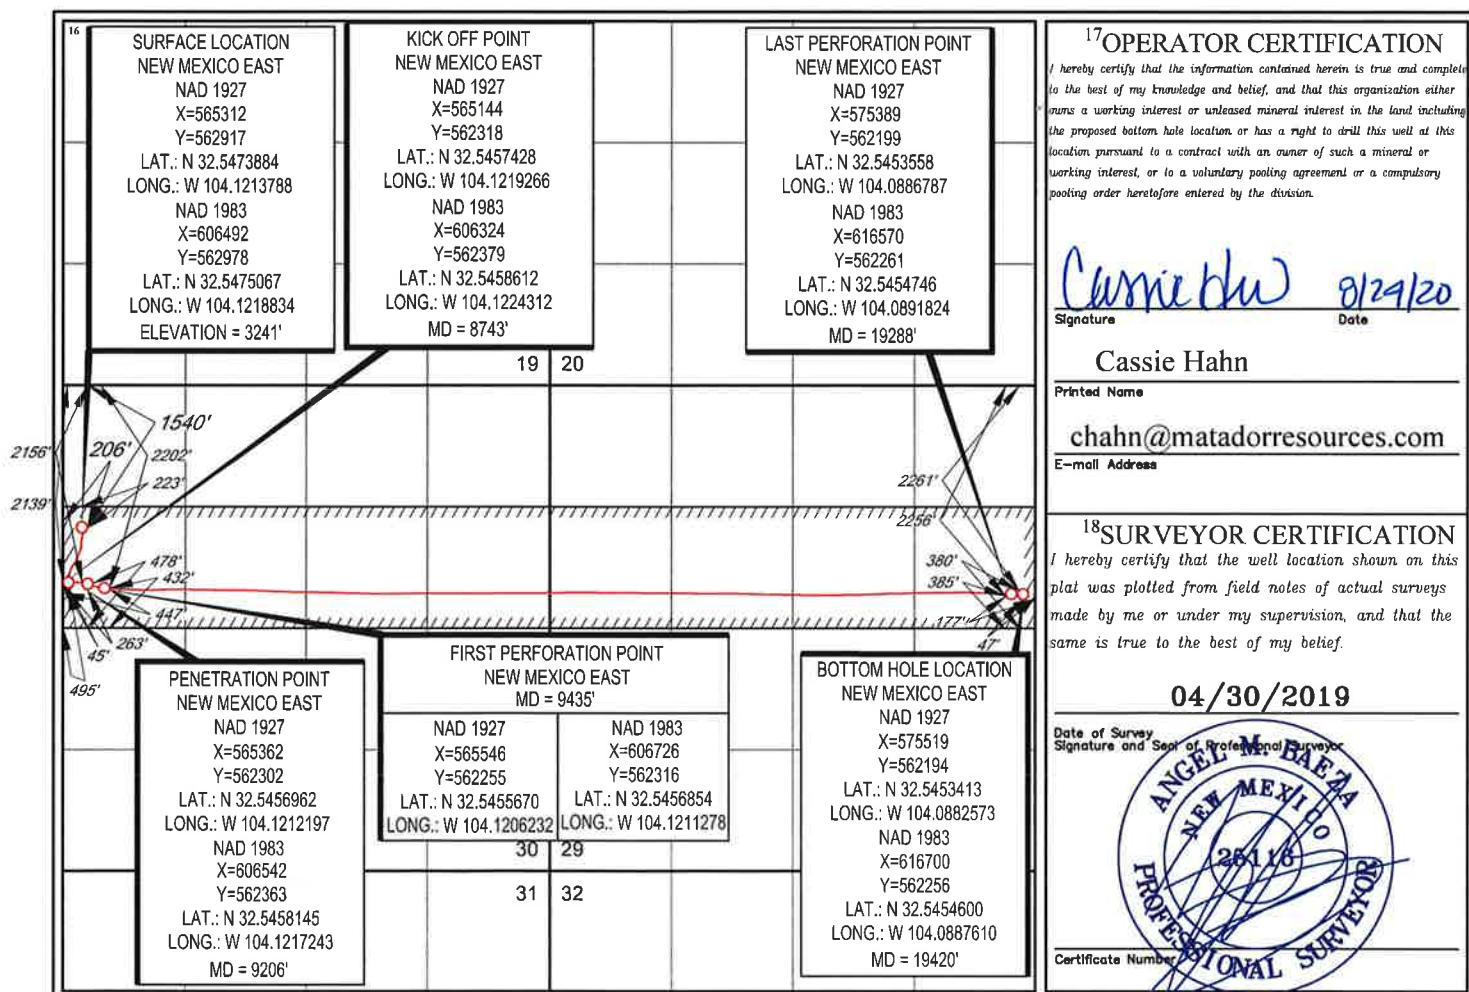 16
SURFACE LOCATION
NEW MEXICO EAST
NAD 1927
X=565312
Y=562917
LAT.: N 32.5473884
LONG.: W 104.1213788
NAD 1983
X=606492
Y=562978
LAT.: N 32.5475067
LONG.: W 104.1218834
ELEVATION = 3241'
KICK OFF POINT
NEW MEXICO EAST
NAD 1927
X=565144
Y=562318
LAT.: N 32.5457428
LONG.: W 104.1219266
NAD 1983
X=606324
Y=562379
LAT.: N 32.5458612
LONG.: W 104.1224312
MD = 8743'
LAST PERFORATION POINT
NEW MEXICO EAST
NAD 1927
X=575389
Y=562199
LAT.: N 32.5453558
LONG.: W 104.0886787
NAD 1983
X=616570
Y=562261
LAT.: N 32.5454746
LONG.: W 104.0891824
MD = 19288'
19 20
1540'
2156'
206'
2202'
223'
2139'
2261'
2256'
478'
432'
447'
263'
45'
495'
380'
385'
177'
47'
PENETRATION POINT
NEW MEXICO EAST
NAD 1927
X=565362
Y=562302
LAT.: N 32.5456962
LONG.: W 104.1212197
NAD 1983
X=606542
Y=562363
LAT.: N 32.5458145
LONG.: W 104.1217243
MD = 9206'
FIRST PERFORATION POINT
NEW MEXICO EAST
MD = 9435'
NAD 1927
X=565546
Y=562255
LAT.: N 32.5455670
LONG.: W 104.1206232
NAD 1983
X=606726
Y=562316
LAT.: N 32.5456854
LONG.: W 104.1211278
30 29
31 32
BOTTOM HOLE LOCATION
NEW MEXICO EAST
NAD 1927
X=575519
Y=562194
LAT.: N 32.5453413
LONG.: W 104.0882573
NAD 1983
X=616700
Y=562256
LAT.: N 32.5454600
LONG.: W 104.0887610
MD = 19420'
17OPERATOR CERTIFICATION
I hereby certify that the information contained herein is true and complete
to the best of my knowledge and belief, and that this organization either
owns a working interest or unleased mineral interest in the land including
the proposed bottom hole location or has a right to drill this well at this
location pursuant to a contract with an owner of such a mineral or
working interest, or to a voluntary pooling agreement or a compulsory
pooling order heretofore entered by the division.
8/24/20
Signature Date
Cassie Hahn
Printed Name
chahn@matadorresources.com
E-mail Address
18SURVEYOR CERTIFICATION
I hereby certify that the well location shown on this
plat was plotted from field notes of actual surveys
made by me or under my supervision, and that the
same is true to the best of my belief.
04/30/2019
Date of Survey
Signature and Seal of Professional Surveyor
ANGEL M. BAEZA
NEW MEXICO
25116
PROFESSIONAL SURVEYOR
Certificate Number